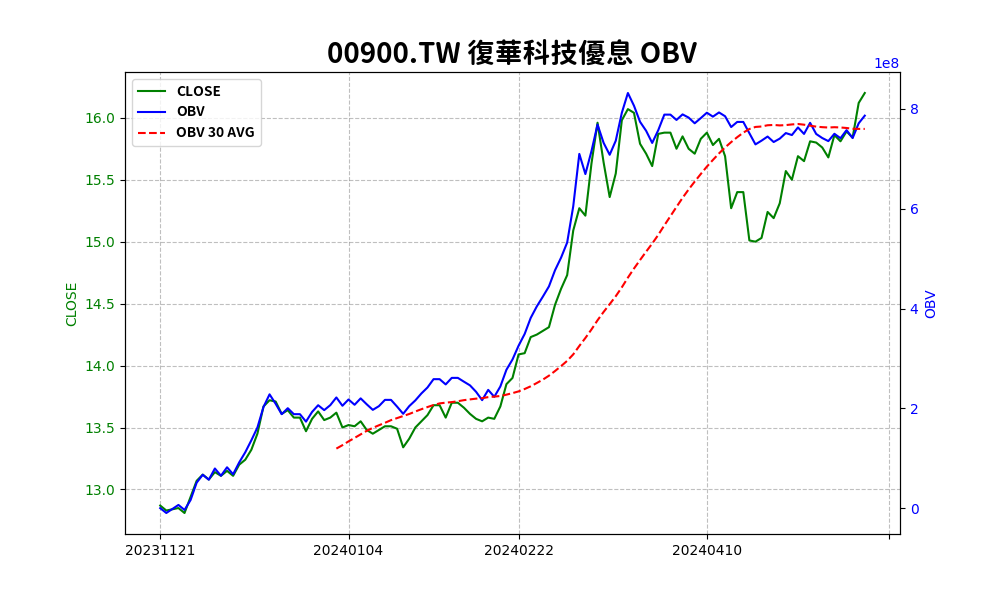 00900.TW 復華科技優息 OBV
1e8
CLOSE
OBV
OBV 30 AVG
16.0
15.5
15.0
14.5
14.0
13.5
13.0
CLOSE
8
6
4
2
0
OBV
20231121
20240104
20240222
20240410